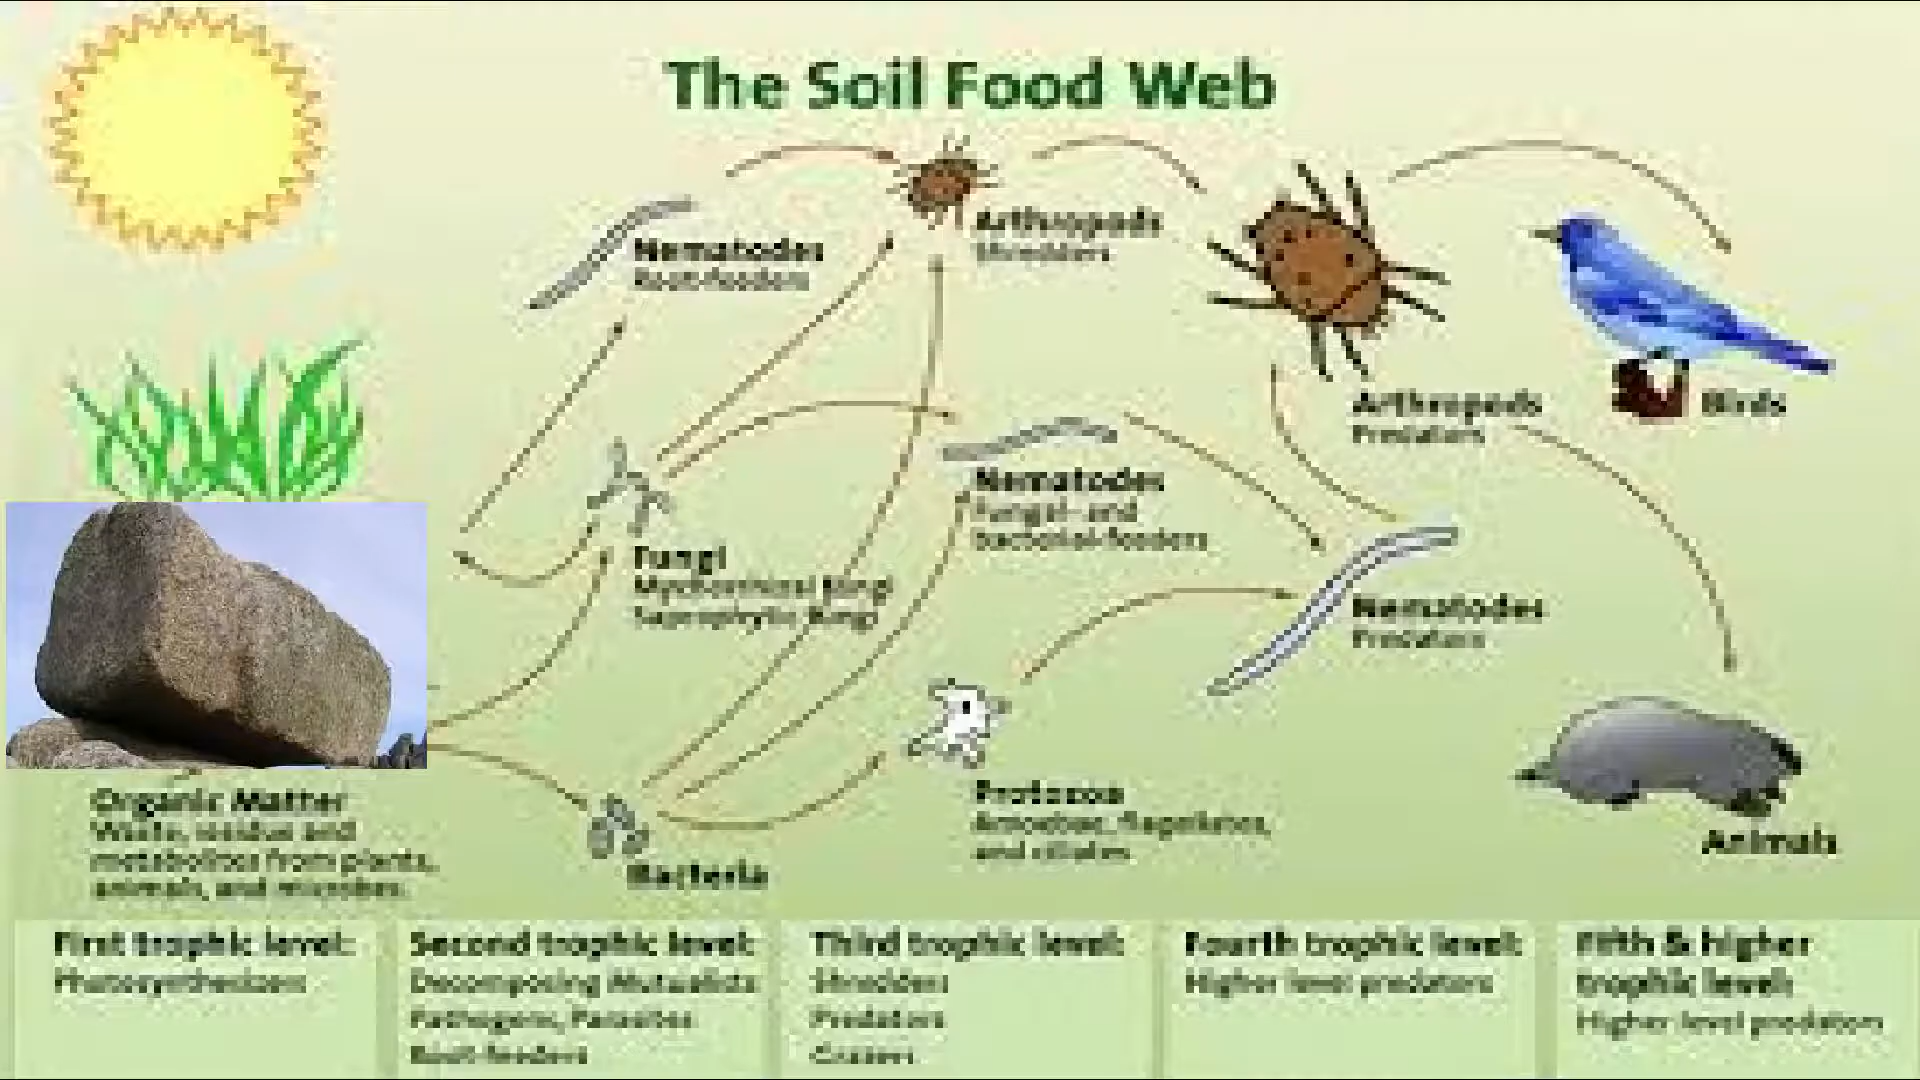 The Soil Food Web
Arthropods
Shredders
Nematodes
Root-feeders
Arthropods
Predators
Birds
Nematodes
Fungal- and
bacterial-feeders
Fungi
Mycorrhizal fungi
Saprophytic fungi
Nematodes
Predators
Organic Matter
Waste, residue and
metabolites from plants,
animals, and microbes.
Bacteria
Protozoa
Amoebae, flagellates,
and ciliates
Animals
First trophic level:
Photosynthesizers
Second trophic level:
Decomposing Mutualists
Pathogens, Parasites
Root-feeders
Third trophic level:
Shredders
Predators
Grazers
Fourth trophic level:
Higher level predators
Fifth & higher
trophic level:
Higher-level predators